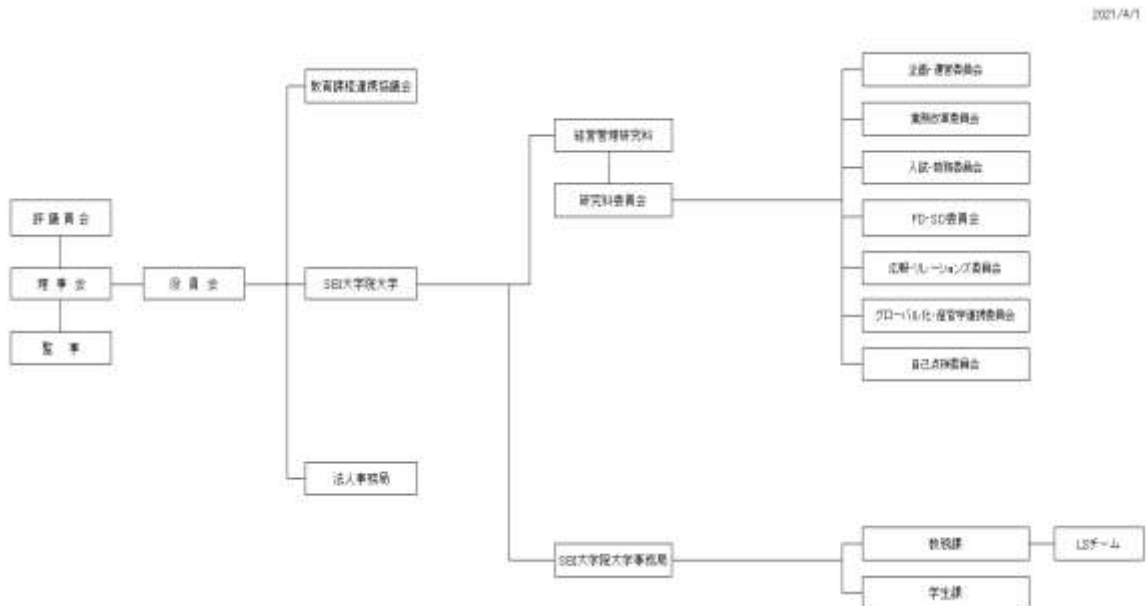 2021/4/1
教育課程連携協議会
企画・運営委員会
業務改革委員会
経営管理研究科
入試・教務委員会
研究科委員会
評議員会
FD・SD委員会
理事会
役員会
SBI大学院大学
広報・リレーションズ委員会
グローバル化・産官学連携委員会
監事
自己点検委員会
法人事務局
SBI大学院大学事務局
教務課
LSチーム
学生課